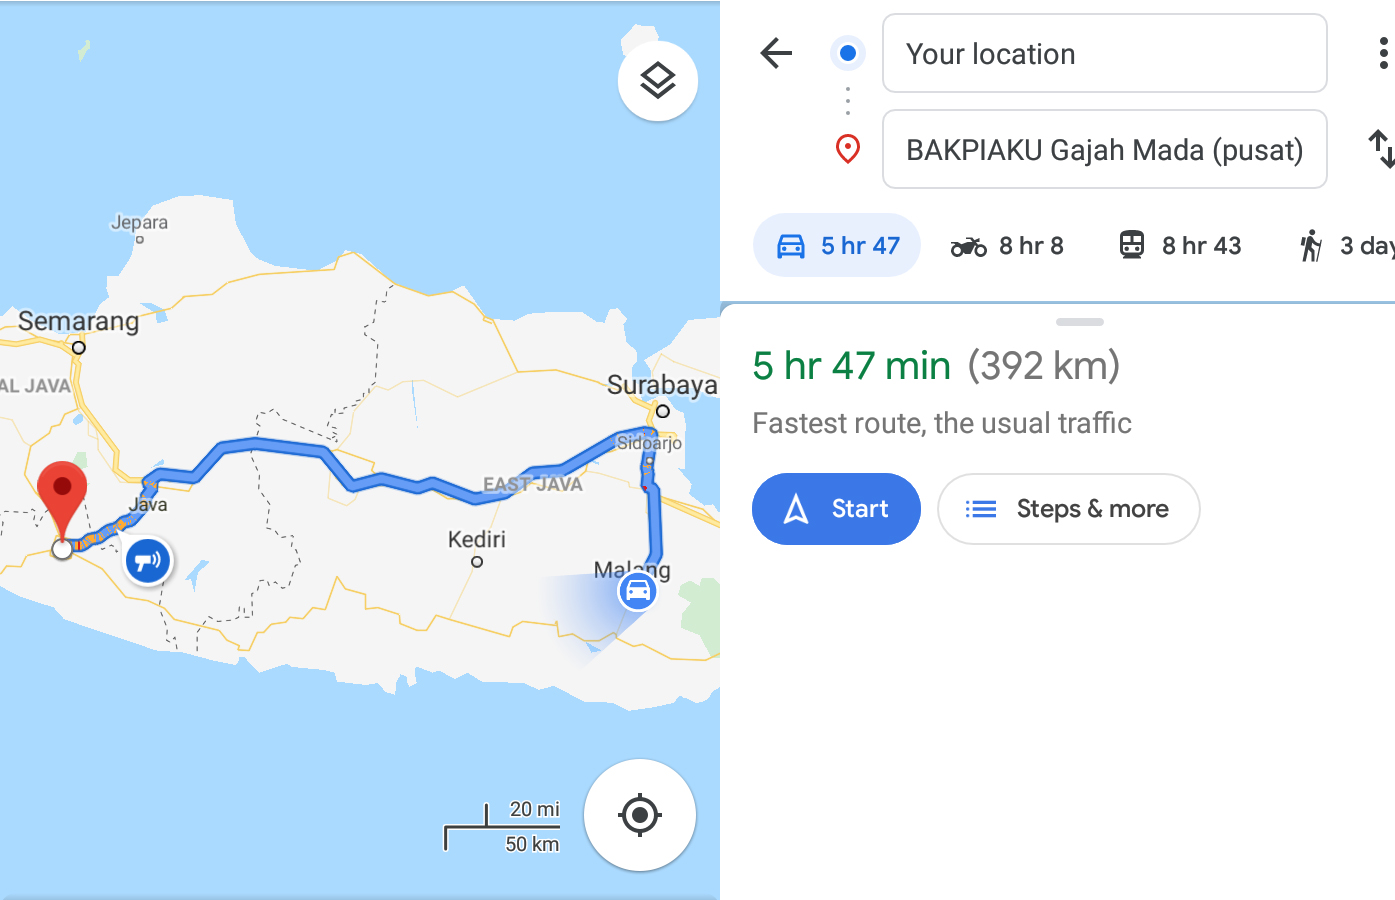 Jepara
Semarang
AL JAVA
Surabaya
Sidoarjo
EAST JAVA
Java
Kediri
Malang
20 mi
50 km
Your location
BAKPIAKU Gajah Mada (pusat)
5 hr 47
8 hr 8
8 hr 43
3 day
5 hr 47 min (392 km)
Fastest route, the usual traffic
Start
Steps & more